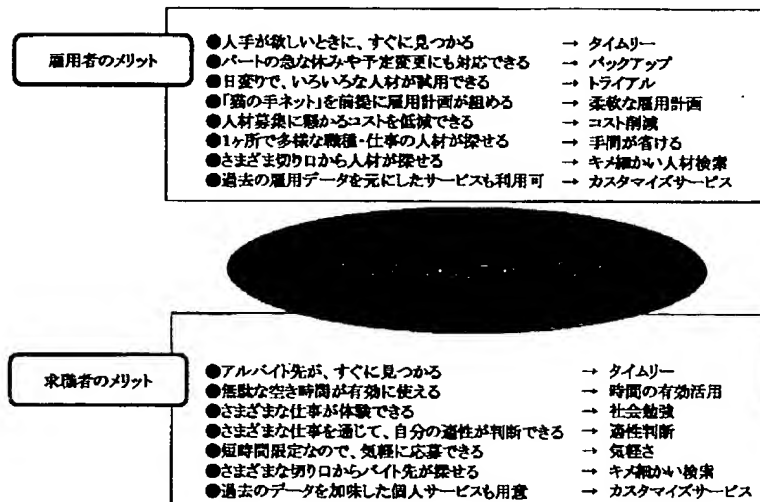 雇用者のメリット
●人手が欲しいときに、すぐに見つかる → タイムリー
●パートの急な休みや予定変更にも対応できる → バックアップ
●日変りで、いろいろな人材が試用できる → トライアル
●「猫の手ネット」を前提に雇用計画が組める → 柔軟な雇用計画
●人材募集に懸かるコストを低減できる → コスト削減
●1ヶ所で多様な職種・仕事の人材が探せる → 手間が省ける
●さまざま切り口から人材が探せる → キメ細かい人材検索
●過去の雇用データを元にしたサービスも利用可 → カスタマイズサービス
求職者のメリット
●アルバイト先が、すぐに見つかる → タイムリー
●無駄な空き時間が有効に使える → 時間の有効活用
●さまざまな仕事が体験できる → 社会勉強
●さまざまな仕事を通じて、自分の適性が判断できる → 適性判断
●短時間限定なので、気軽に応募できる → 気軽さ
●さまざまな切り口からバイト先が探せる → キメ細かい検索
●過去のデータを加味した個人サービスも用意 → カスタマイズサービス